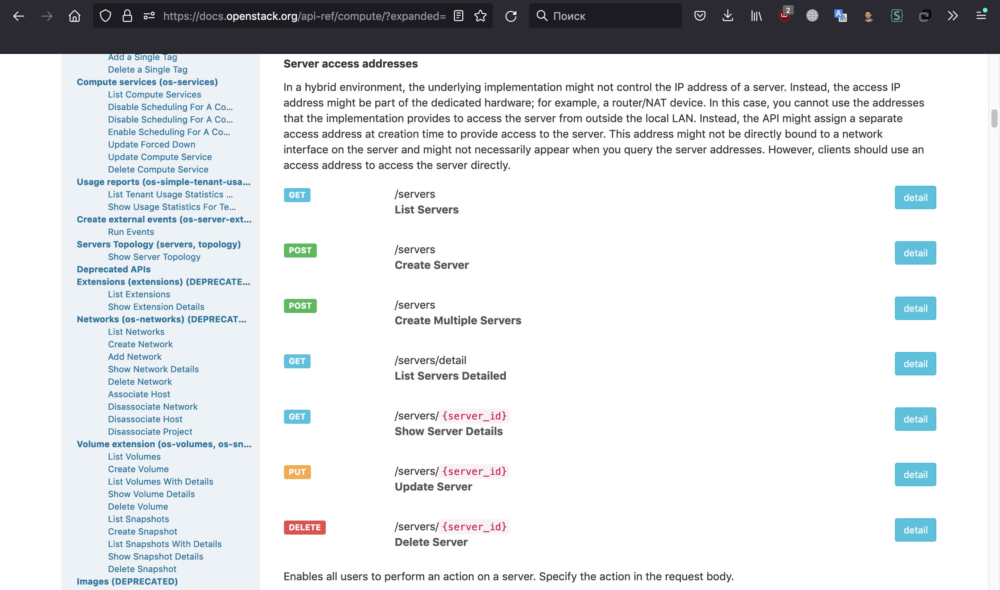 https://docs.openstack.org/api-ref/compute/?expanded=
Поиск
2
Add a Single Tag
Delete a Single Tag
Compute services (os-services)
List Compute Services
Disable Scheduling For A Co...
Disable Scheduling For A Co...
Enable Scheduling For A Co...
Update Forced Down
Update Compute Service
Delete Compute Service
Usage reports (os-simple-tenant-usa...
List Tenant Usage Statistics ...
Show Usage Statistics For Te...
Create external events (os-server-ext...
Run Events
Servers Topology (servers, topology)
Show Server Topology
Deprecated APIs
Extensions (extensions) (DEPRECATE...
List Extensions
Show Extension Details
Networks (os-networks) (DEPRECAT...
List Networks
Create Network
Add Network
Show Network Details
Delete Network
Associate Host
Disassociate Network
Disassociate Host
Disassociate Project
Volume extension (os-volumes, os-sn...
List Volumes
Create Volume
List Volumes With Details
Show Volume Details
Delete Volume
List Snapshots
Create Snapshot
List Snapshots With Details
Show Snapshot Details
Delete Snapshot
Images (DEPRECATED)
Server access addresses
In a hybrid environment, the underlying implementation might not control the IP address of a server. Instead, the access IP
address might be part of the dedicated hardware; for example, a router/NAT device. In this case, you cannot use the addresses
that the implementation provides to access the server from outside the local LAN. Instead, the API might assign a separate
access address at creation time to provide access to the server. This address might not be directly bound to a network
interface on the server and might not necessarily appear when you query the server addresses. However, clients should use an
access address to access the server directly.
GET /servers detail
List Servers
POST /servers detail
Create Server
POST /servers detail
Create Multiple Servers
GET /servers/detail detail
List Servers Detailed
GET /servers/{server_id} detail
Show Server Details
PUT /servers/{server_id} detail
Update Server
DELETE /servers/{server_id} detail
Delete Server
Enables all users to perform an action on a server. Specify the action in the request body.